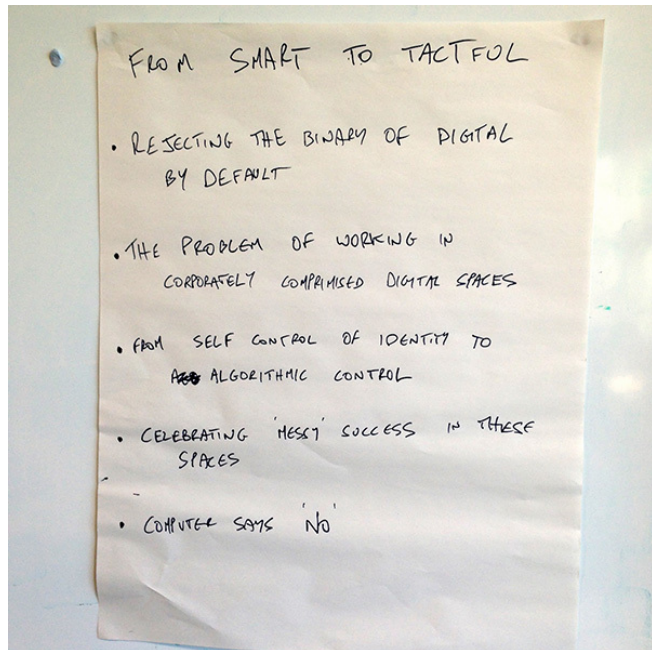 FROM SMART TO TACTFUL
• REJECTING THE BINARY OF DIGITAL
BY DEFAULT
• THE PROBLEM OF WORKING IN
CORPORATELY COMPRIMISED DIGITAL SPACES
• FROM SELF CONTROL OF IDENTITY TO
ALGORITHMIC CONTROL
• CELEBRATING 'MESSY' SUCCESS IN THESE
SPACES
• COMPUTER SAYS 'NO'